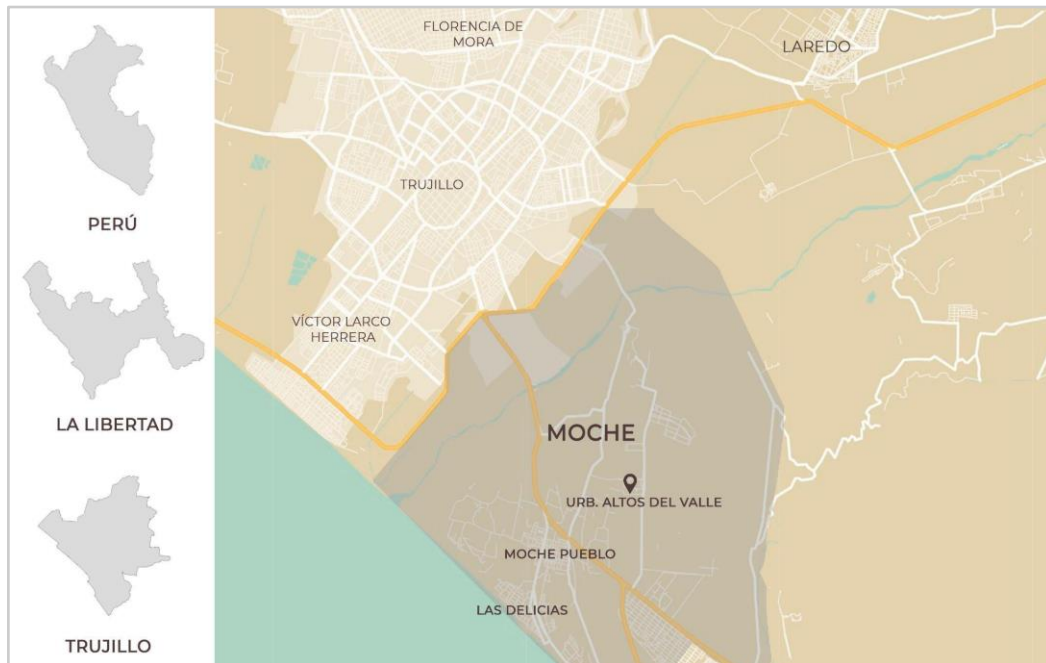 PERÚ
LA LIBERTAD
TRUJILLO
FLORENCIA DE
MORA
LAREDO
TRUJILLO
VÍCTOR LARCO
HERRERA
MOCHE
URB. ALTOS DEL VALLE
MOCHE PUEBLO
LAS DELICIAS